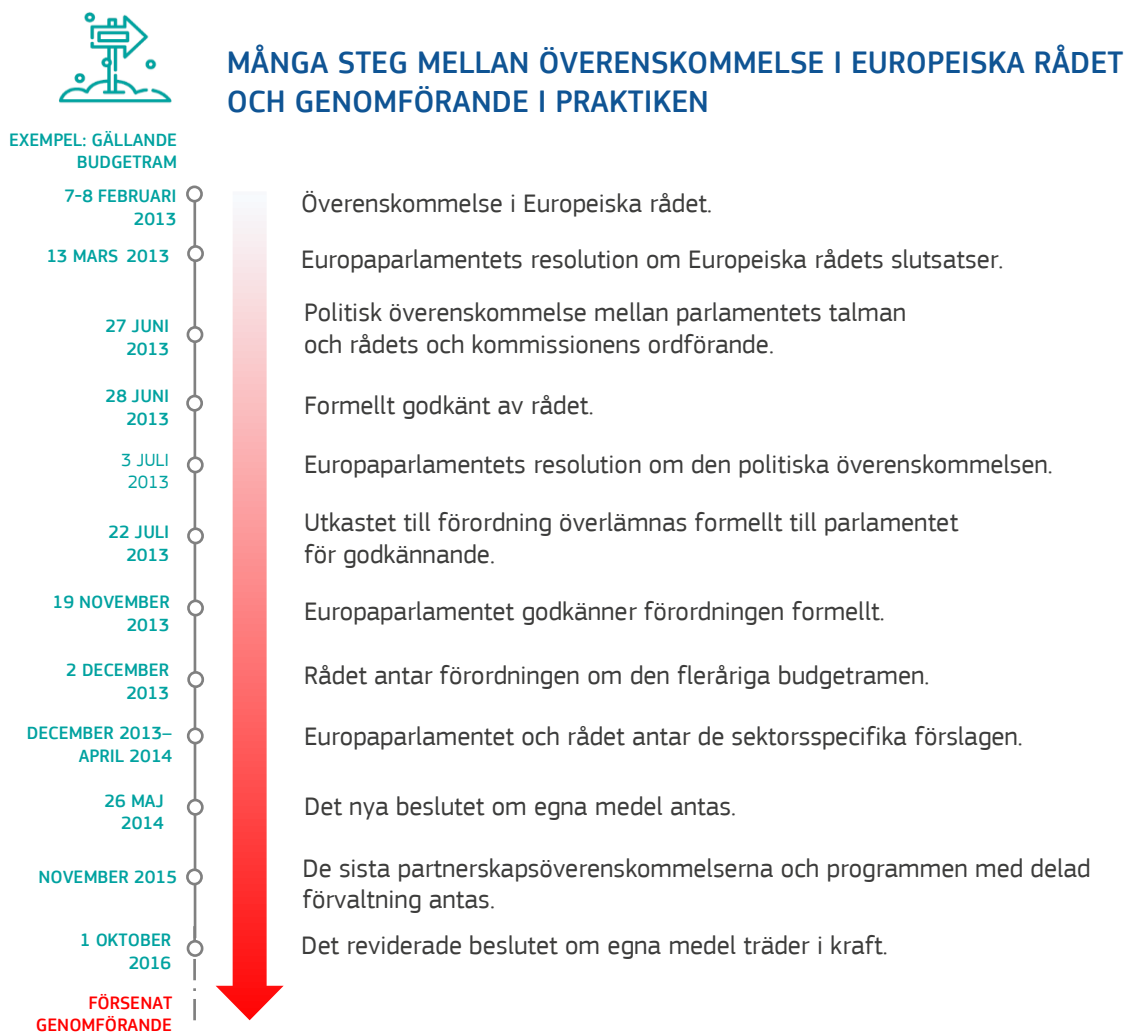 MÅNGA STEG MELLAN ÖVERENSKOMMELSE I EUROPEISKA RÅDET
OCH GENOMFÖRANDE I PRAKTIKEN
EXEMPEL: GÄLLANDE
BUDGETRAM
7-8 FEBRUARI
2013
Överenskommelse i Europeiska rådet.
13 MARS 2013
Europaparlamentets resolution om Europeiska rådets slutsatser.
27 JUNI
2013
Politisk överenskommelse mellan parlamentets talman
och rådets och kommissionens ordförande.
28 JUNI
2013
Formellt godkänt av rådet.
3 JULI
2013
Europaparlamentets resolution om den politiska överenskommelsen.
22 JULI
2013
Utkastet till förordning överlämnas formellt till parlamentet
för godkännande.
19 NOVEMBER
2013
Europaparlamentet godkänner förordningen formellt.
2 DECEMBER
2013
Rådet antar förordningen om den fleråriga budgetramen.
DECEMBER 2013–
APRIL 2014
Europaparlamentet och rådet antar de sektorsspecifika förslagen.
26 MAJ
2014
Det nya beslutet om egna medel antas.
NOVEMBER 2015
De sista partnerskapsöverenskommelserna och programmen med delad
förvaltning antas.
1 OKTOBER
2016
Det reviderade beslutet om egna medel träder i kraft.
FÖRSENAT
GENOMFÖRANDE